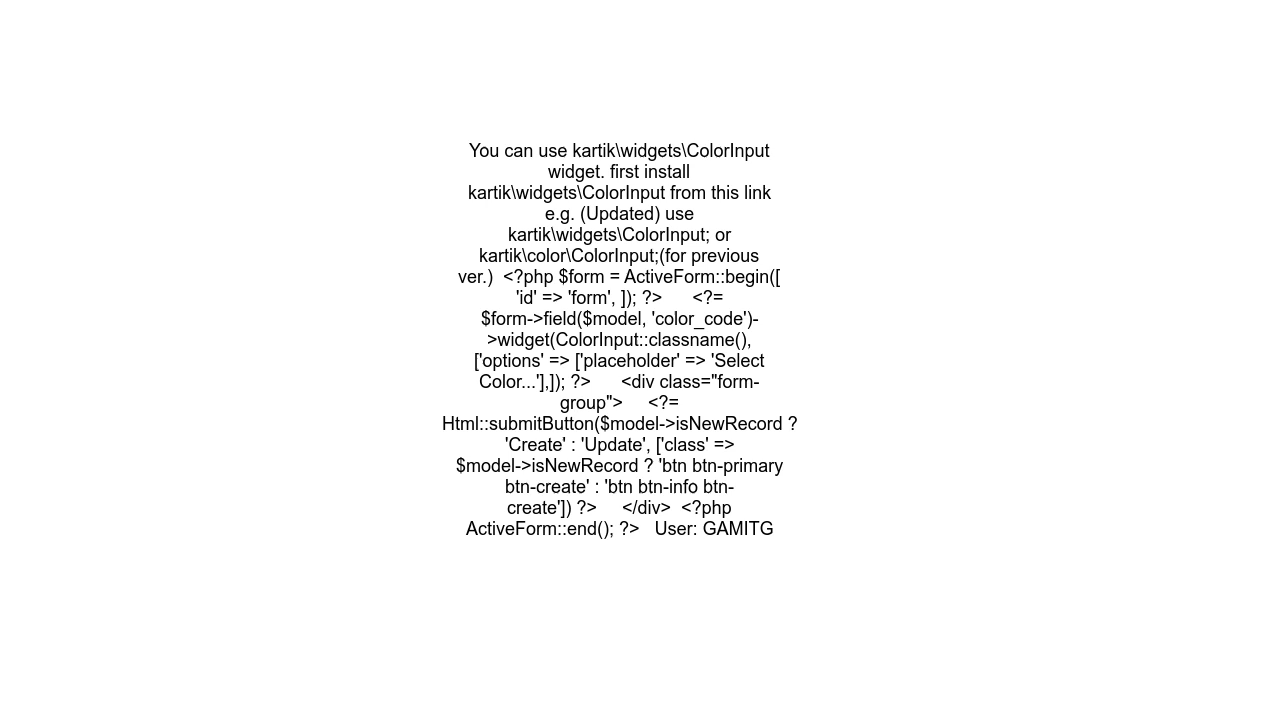 You can use kartik\widgets\ColorInput
widget. first install
kartik\widgets\ColorInput from this link
e.g. (Updated) use
kartik\widgets\ColorInput; or
kartik\color\ColorInput;(for previous
ver.)  <?php $form = ActiveForm::begin([
'id' => 'form', ]); ?>      <?=
$form->field($model, 'color_code')-
>widget(ColorInput::classname(),
['options' => ['placeholder' => 'Select
Color...'],]); ?>      <div class="form-
group">     <?=
Html::submitButton($model->isNewRecord ?
'Create' : 'Update', ['class' =>
$model->isNewRecord ? 'btn btn-primary
btn-create' : 'btn btn-info btn-
create']) ?>     </div>  <?php
ActiveForm::end(); ?>   User: GAMITG